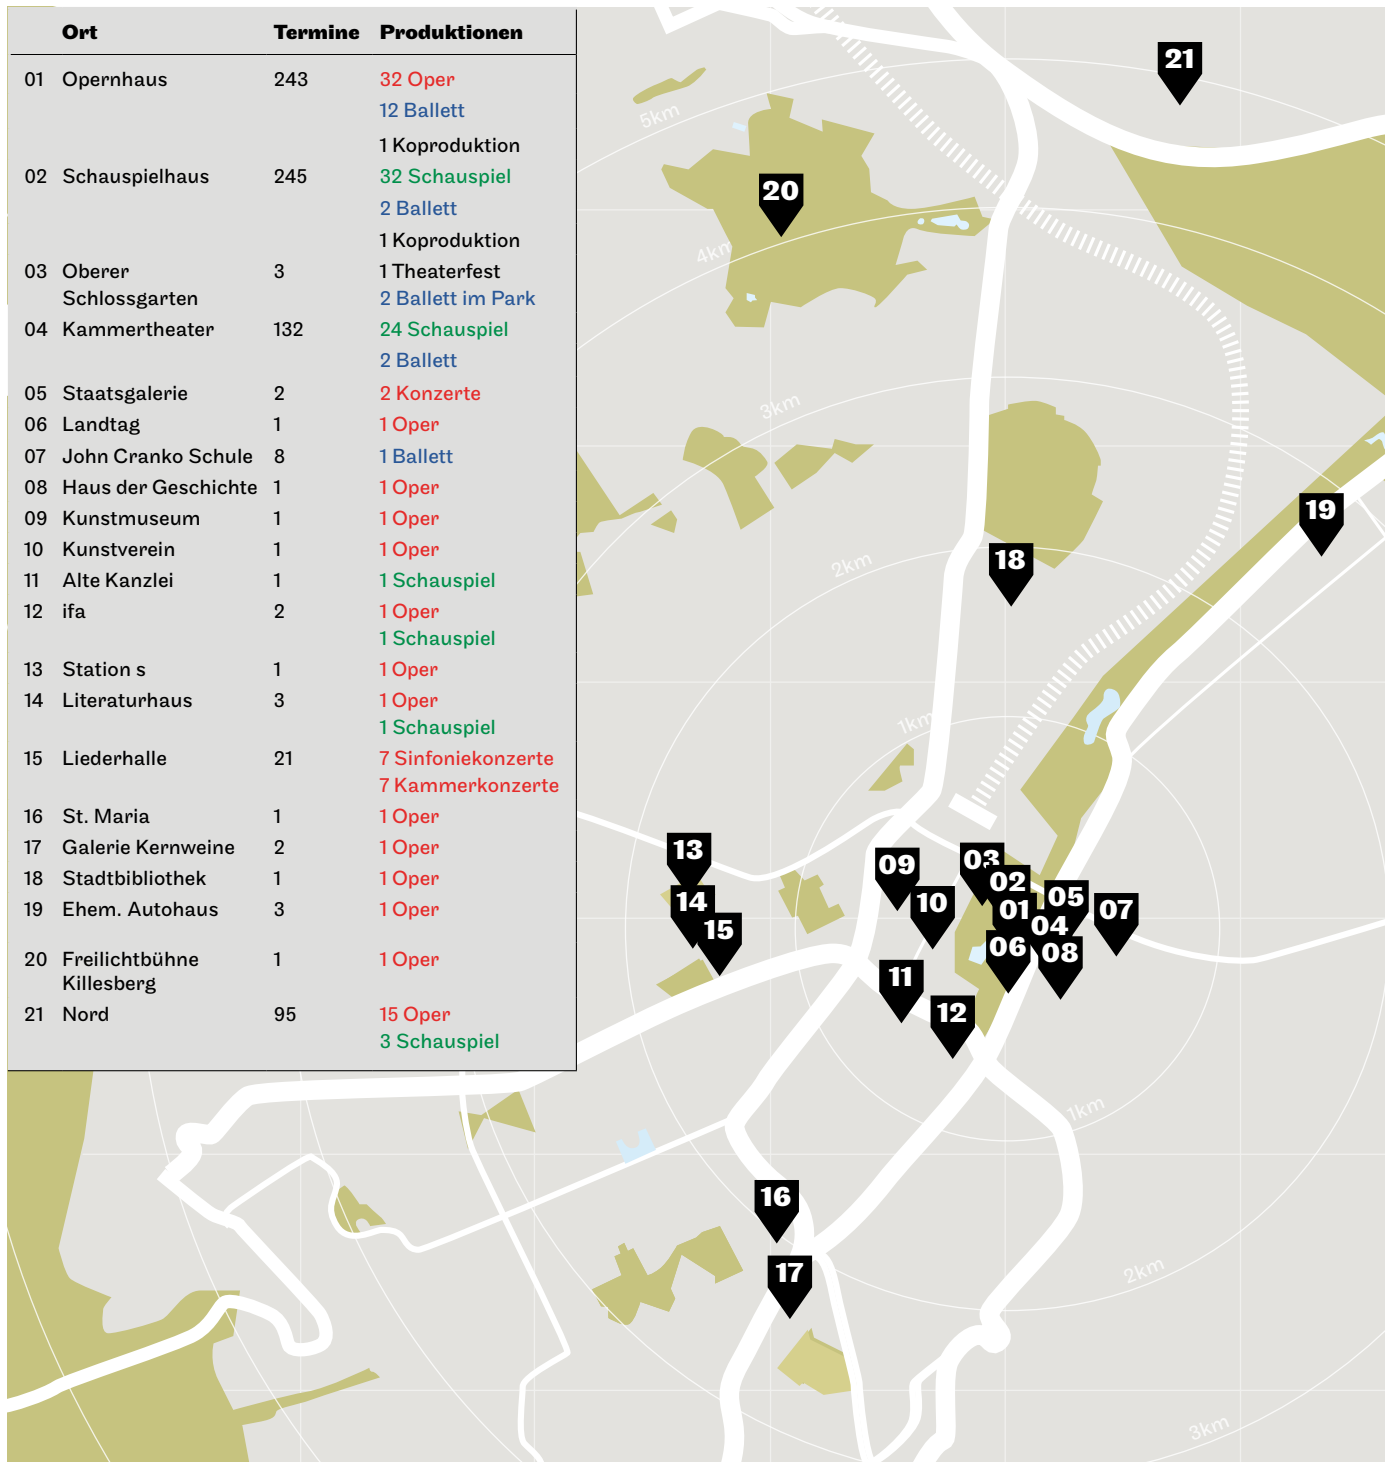 Ort Termine Produktionen
01 Opernhaus 243 32 Oper
12 Ballett
1 Koproduktion
02 Schauspielhaus 245 32 Schauspiel
2 Ballett
1 Koproduktion
03 Oberer 3 1 Theaterfest
Schlossgarten 2 Ballett im Park
04 Kammertheater 132 24 Schauspiel
2 Ballett
05 Staatsgalerie 2 2 Konzerte
06 Landtag 1 1 Oper
07 John Cranko Schule 8 1 Ballett
08 Haus der Geschichte 1 1 Oper
09 Kunstmuseum 1 1 Oper
10 Kunstverein 1 1 Oper
11 Alte Kanzlei 1 1 Schauspiel
12 ifa 2 1 Oper
1 Schauspiel
13 Station s 1 1 Oper
14 Literaturhaus 3 1 Oper
1 Schauspiel
15 Liederhalle 21 7 Sinfoniekonzerte
7 Kammerkonzerte
16 St. Maria 1 1 Oper
17 Galerie Kernweine 2 1 Oper
18 Stadtbibliothek 1 1 Oper
19 Ehem. Autohaus 3 1 Oper
20 Freilichtbühne 1 1 Oper
Killesberg
21 Nord 95 15 Oper
3 Schauspiel
21
5km
20
4km
3km
19
18
2km
1km
13
03
09
02
14
05
10
01
07
15
04
06
08
11
12
1km
16
17
2km
3km